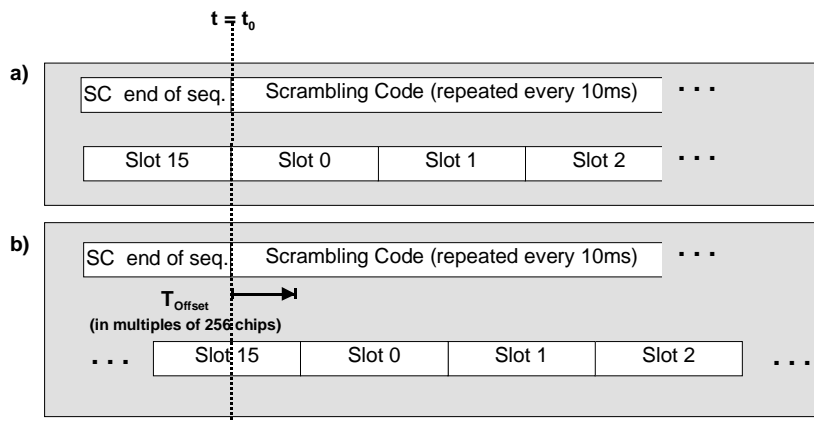 t = t0
a)
SC end of seq. Scrambling Code (repeated every 10ms) . . .
Slot 15 Slot 0 Slot 1 Slot 2 . . .
b)
SC end of seq. Scrambling Code (repeated every 10ms) . . .
TOffset
(in multiples of 256 chips)
. . . Slot 15 Slot 0 Slot 1 Slot 2 . . .